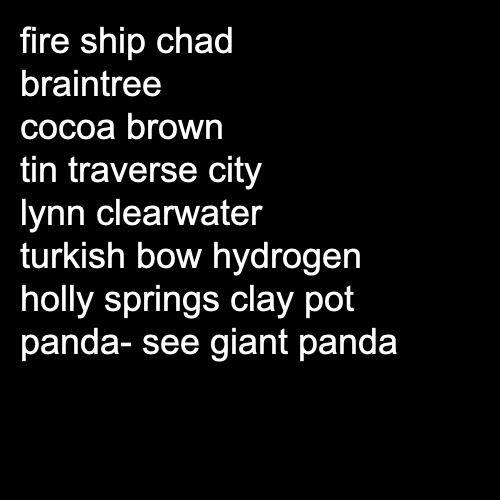 fire ship chad
braintree
cocoa brown
tin traverse city
lynn clearwater
turkish bow hydrogen
holly springs clay pot
panda- see giant panda